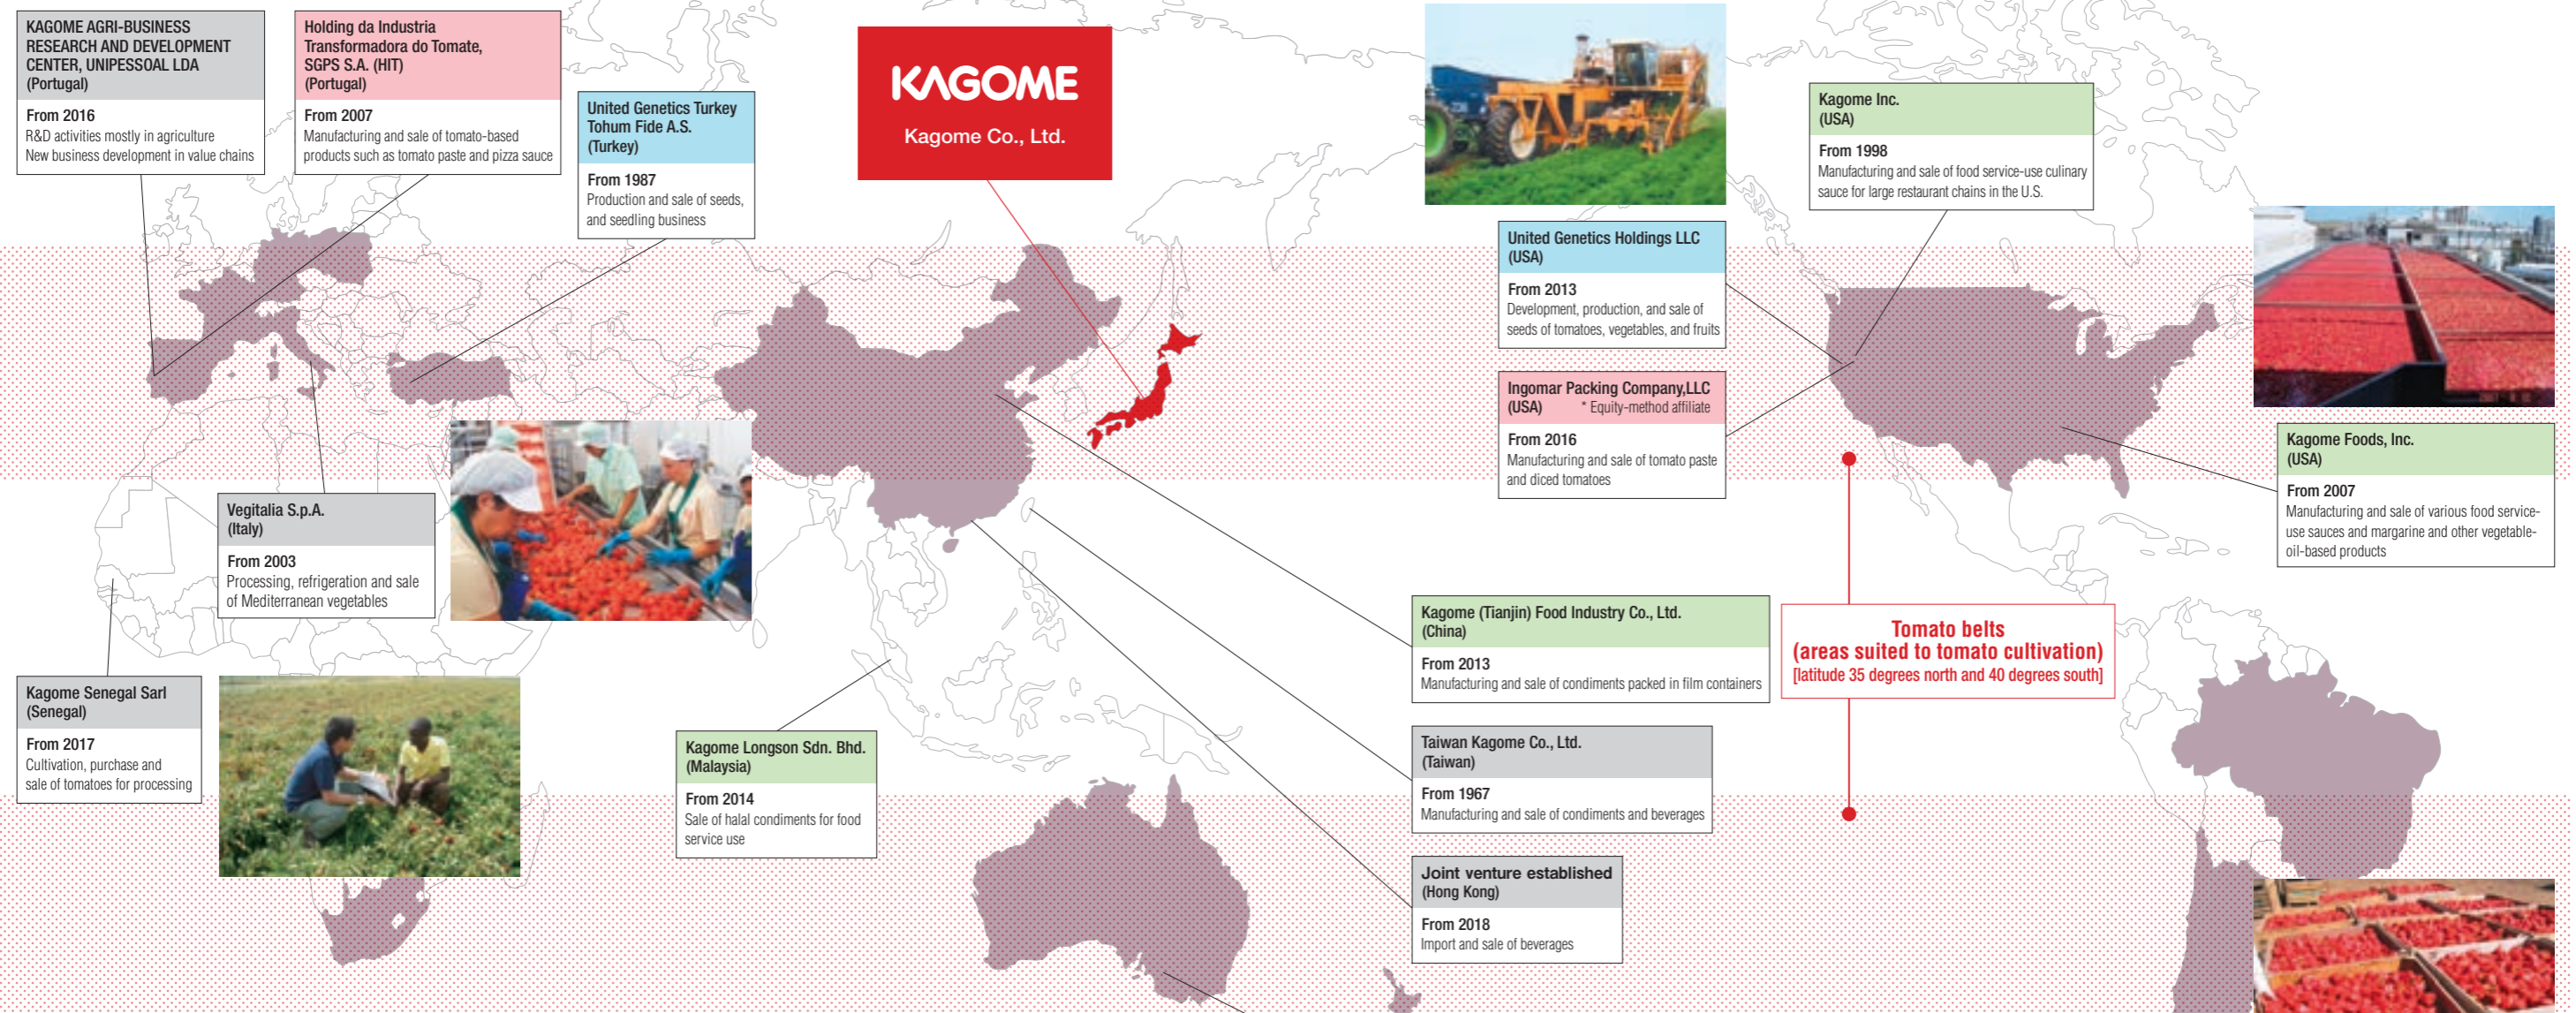 KAGOME AGRI-BUSINESS
RESEARCH AND DEVELOPMENT
CENTER, UNIPESSOAL LDA
(Portugal)
From 2016
R&D activities mostly in agriculture
New business development in value chains
Holding da Industria
Transformadora do Tomate,
SGPS S.A. (HIT)
(Portugal)
From 2007
Manufacturing and sale of tomato-based
products such as tomato paste and pizza sauce
United Genetics Turkey
Tohum Fide A.S.
(Turkey)
From 1987
Production and sale of seeds,
and seedling business
KAGOME
Kagome Co., Ltd.
Kagome Inc.
(USA)
From 1998
Manufacturing and sale of food service-use culinary
sauce for large restaurant chains in the U.S.
United Genetics Holdings LLC
(USA)
From 2013
Development, production, and sale of
seeds of tomatoes, vegetables, and fruits
Ingomar Packing Company,LLC
(USA) * Equity-method affiliate
From 2016
Manufacturing and sale of tomato paste
and diced tomatoes
Kagome Foods, Inc.
(USA)
From 2007
Manufacturing and sale of various food service-
use sauces and margarine and other vegetable-
oil-based products
Vegitalia S.p.A.
(Italy)
From 2003
Processing, refrigeration and sale
of Mediterranean vegetables
Kagome (Tianjin) Food Industry Co., Ltd.
(China)
From 2013
Manufacturing and sale of condiments packed in film containers
Tomato belts
(areas suited to tomato cultivation)
[latitude 35 degrees north and 40 degrees south]
Kagome Senegal Sarl
(Senegal)
From 2017
Cultivation, purchase and
sale of tomatoes for processing
Kagome Longson Sdn. Bhd.
(Malaysia)
From 2014
Sale of halal condiments for food
service use
Taiwan Kagome Co., Ltd.
(Taiwan)
From 1967
Manufacturing and sale of condiments and beverages
Joint venture established
(Hong Kong)
From 2018
Import and sale of beverages